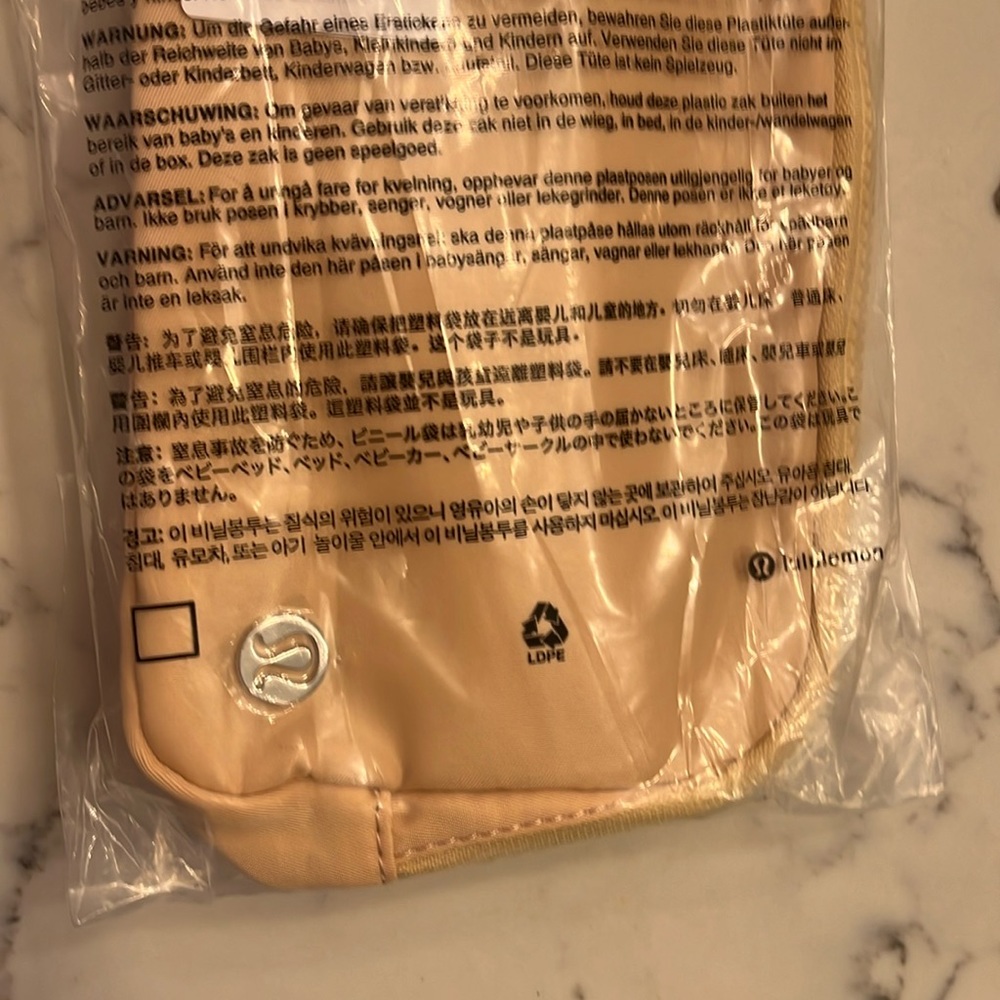 WARNUNG: Um die Gefahr eines Erstickens zu vermeiden, bewahren Sie diese Plastiktüte außer-
halb der Reichweite von Babys, Kleinkindern und Kindern auf. Verwenden Sie diese Tüte nicht im
Gitter- oder Kinderbett, Kinderwagen bzw. Diese Tüte ist kein Spielzeug.
WAARSCHUWING: Om gevaar van verstikking te voorkomen, houd deze plastic zak buiten het
bereik van baby's en kinderen. Gebruik deze zak niet in de wieg, in bed, in de kinder-/wandelwagen
of in de box. Deze zak is geen speelgoed.
ADVARSEL: For å unngå fare for kvelning, oppbevar denne plastposen utilgjengelig for babyer og
barn. Ikke bruk posen i krybber, senger, vogner eller lekegrinder. Denne posen er ikke et leketøy.
VARNING: För att undvika kvävningsrisk ska denna plastpåse hållas utom räckhåll för spädbarn
och barn. Använd inte den här påsen i babysängar, sängar, vagnar eller lekhagar. Den här påsen
är inte en leksak.
警告: 为了避免窒息危险，请确保把塑料袋放在远离婴儿和儿童的地方。切勿在婴儿床、普通床、
婴儿推车或婴儿围栏内使用此塑料袋。这个袋子不是玩具。
警告: 為了避免窒息的危險，請讓嬰兒與孩童遠離塑料袋。請不要在嬰兒床、睡床、嬰兒車或嬰兒
用圍欄內使用此塑料袋。這塑料袋並不是玩具。
注意: 窒息事故を防ぐため、ビニール袋は乳幼児や子供の手の届かないところに保管してください。こ
の袋をベビーベッド、ベッド、ベビーカー、ベビーサークルの中で使わないでください。この袋は玩具で
はありません。
경고: 이 비닐봉투는 질식의 위험이 있으니 영유아의 손이 닿지 않는 곳에 보관하여 주십시오. 유아용 침대,
침대, 유모차, 또는 아기 놀이울 안에서 이 비닐봉투를 사용하지 마십시오. 이 비닐봉투는 장난감이 아닙니다.
lululemon
LDPE